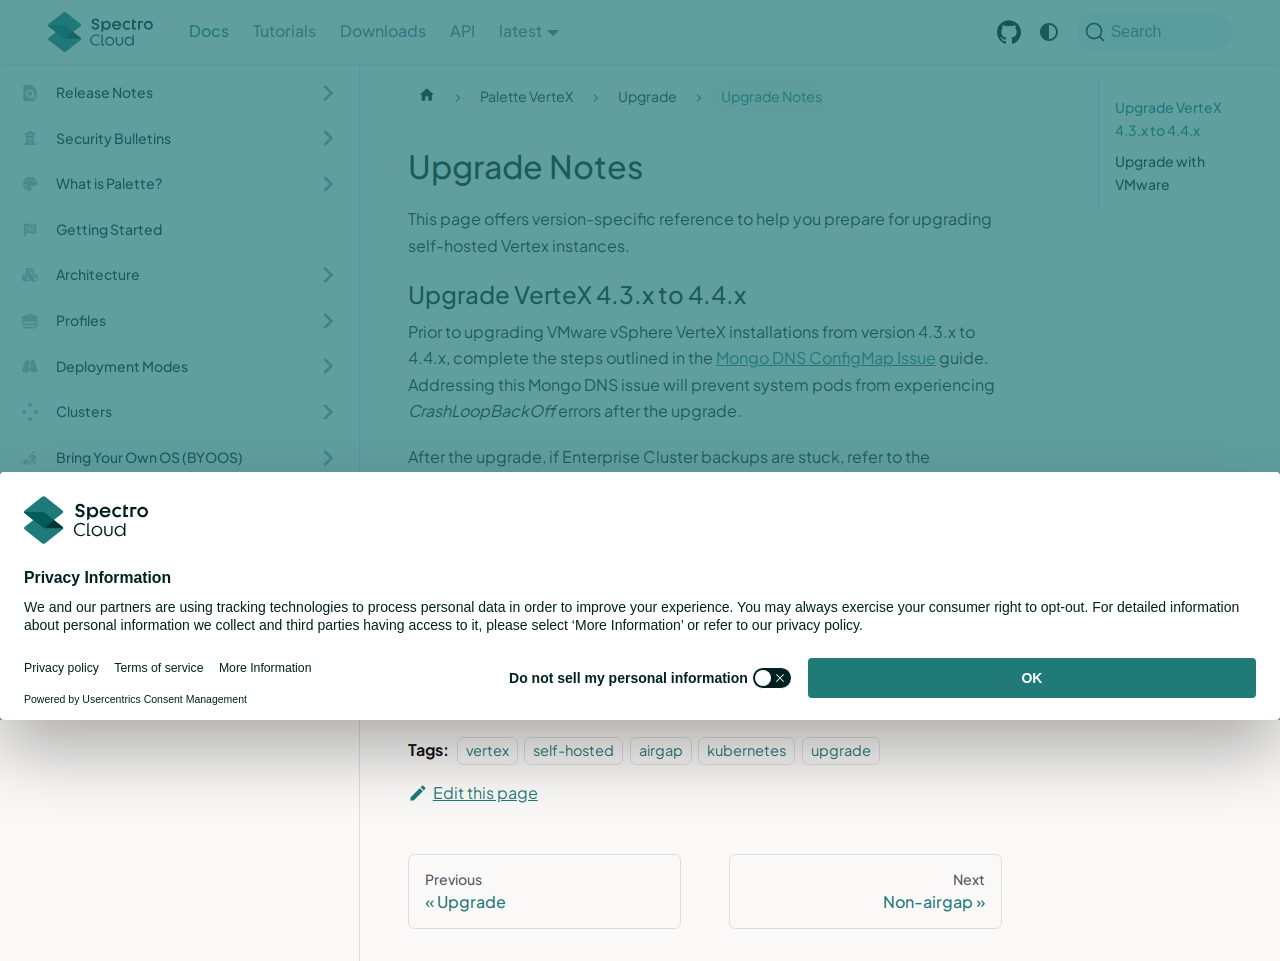 Spectro Cloud
Docs
Tutorials
Downloads
API
latest
Search
Release Notes
Security Bulletins
What is Palette?
Getting Started
Architecture
Profiles
Deployment Modes
Clusters
Bring Your Own OS (BYOOS)
Palette VerteX
Upgrade
Upgrade Notes
Upgrade Notes
This page offers version-specific reference to help you prepare for upgrading
self-hosted Vertex instances.
Upgrade VerteX 4.3.x to 4.4.x
Prior to upgrading VMware vSphere VerteX installations from version 4.3.x to
4.4.x, complete the steps outlined in the Mongo DNS ConfigMap Issue guide.
Addressing this Mongo DNS issue will prevent system pods from experiencing
CrashLoopBackOff errors after the upgrade.
After the upgrade, if Enterprise Cluster backups are stuck, refer to the
Upgrade VerteX
4.3.x to 4.4.x
Upgrade with
VMware
Spectro
Cloud
Privacy Information
We and our partners are using tracking technologies to process personal data in order to improve your experience. You may always exercise your consumer right to opt-out. For detailed information
about personal information we collect and third parties having access to it, please select ‘More Information’ or refer to our privacy policy.
Privacy policy
Terms of service
More Information
Powered by Usercentrics Consent Management
Do not sell my personal information
OK
Tags:
vertex
self-hosted
airgap
kubernetes
upgrade
Edit this page
Previous
« Upgrade
Next
Non-airgap »